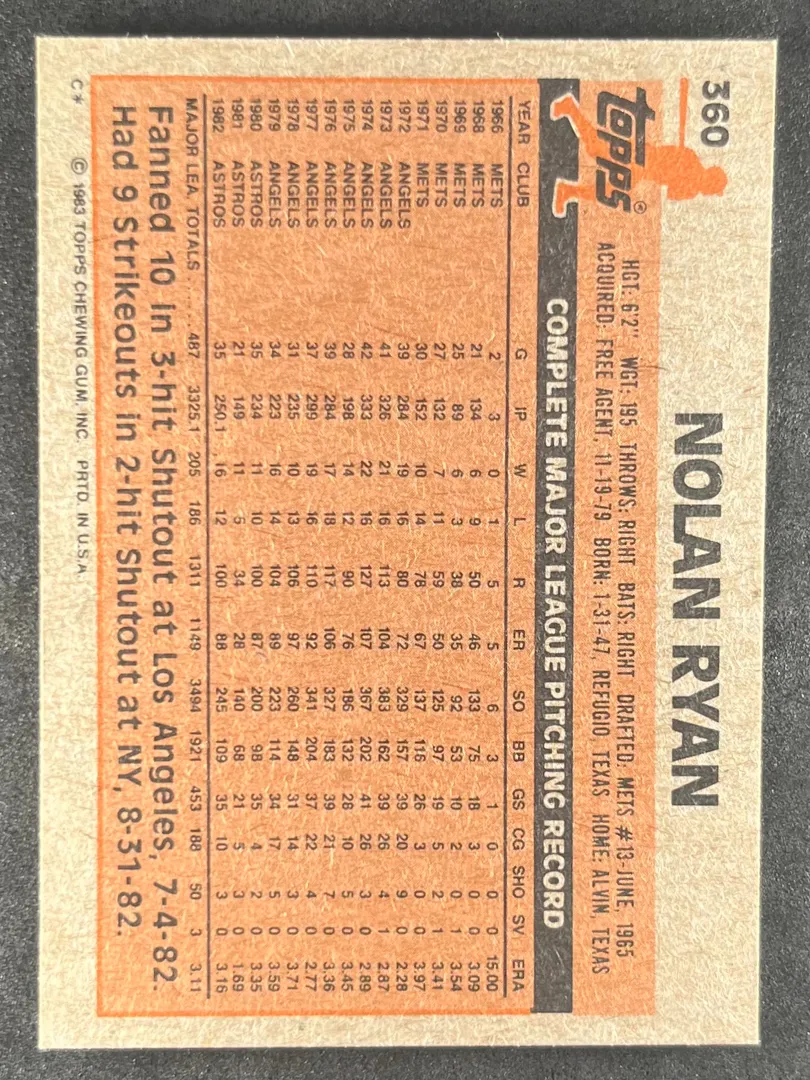 360
NOLAN RYAN
Topps®
HGT: 6'2" WGT: 195 THROWS: RIGHT BATS: RIGHT DRAFTED: METS #13-JUNE, 1965
ACQUIRED: FREE AGENT, 11-19-79 BORN: 1-31-47, REFUGIO, TEXAS HOME: ALVIN, TEXAS
COMPLETE MAJOR LEAGUE PITCHING RECORD
YEAR CLUB G IP W L R ER SO BB GS CG SHO SV ERA
1966 METS 2 3 0 1 5 5 6 3 1 0 0 0 15.00
1968 METS 21 134 6 9 50 46 133 75 18 3 0 0 3.09
1969 METS 25 89 6 3 38 35 92 53 10 2 0 1 3.54
1970 METS 27 132 7 11 59 50 125 97 19 5 2 1 3.41
1971 METS 30 152 10 14 78 67 137 116 26 3 0 0 3.97
1972 ANGELS 39 284 19 16 80 72 329 157 39 20 9 0 2.28
1973 ANGELS 41 326 21 16 113 104 383 162 39 26 4 1 2.87
1974 ANGELS 42 333 22 16 127 107 367 202 41 26 3 0 2.89
1975 ANGELS 28 198 14 12 90 76 186 132 28 10 5 0 3.45
1976 ANGELS 39 284 17 18 117 106 327 183 39 21 7 0 3.36
1977 ANGELS 37 299 19 16 110 92 341 204 37 22 4 0 2.77
1978 ANGELS 31 235 10 13 106 97 260 148 31 14 3 0 3.71
1979 ANGELS 34 223 16 14 104 89 223 114 34 17 5 0 3.59
1980 ASTROS 35 234 11 10 100 87 200 98 35 4 2 0 3.35
1981 ASTROS 21 149 11 5 34 28 140 68 21 5 3 0 1.69
1982 ASTROS 35 250.1 16 12 100 88 245 109 35 10 3 0 3.16
MAJOR LEA. TOTALS ...... 487 3325.1 205 186 1311 1149 3494 1921 453 188 50 3 3.11
Fanned 10 in 3-hit Shutout at Los Angeles, 7-4-82.
Had 9 Strikeouts in 2-hit Shutout at NY, 8-31-82.
C* © 1983 TOPPS CHEWING GUM, INC. PRTD. IN U.S.A.